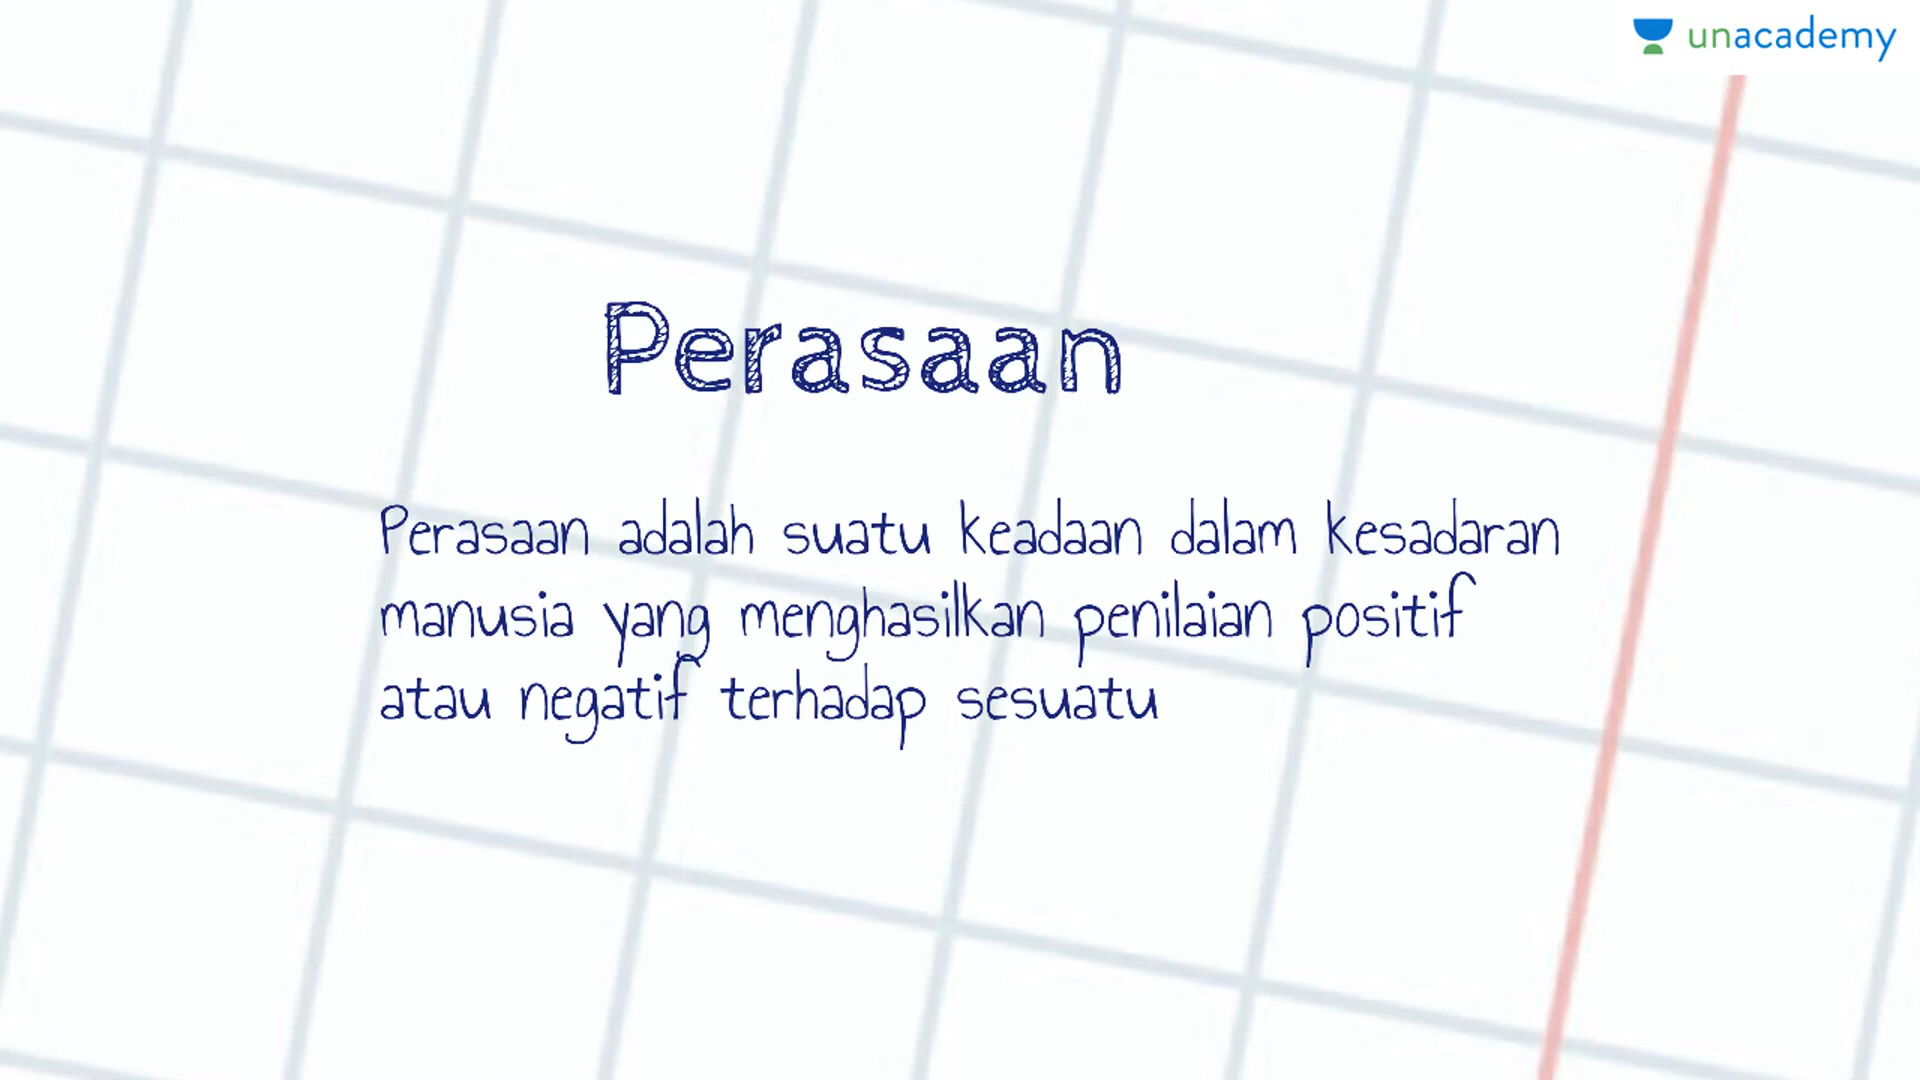 unacademy
Perasaan
Perasaan adalah suatu keadaan dalam kesadaran
manusia yang menghasilkan penilaian positif
atau negatif terhadap sesuatu